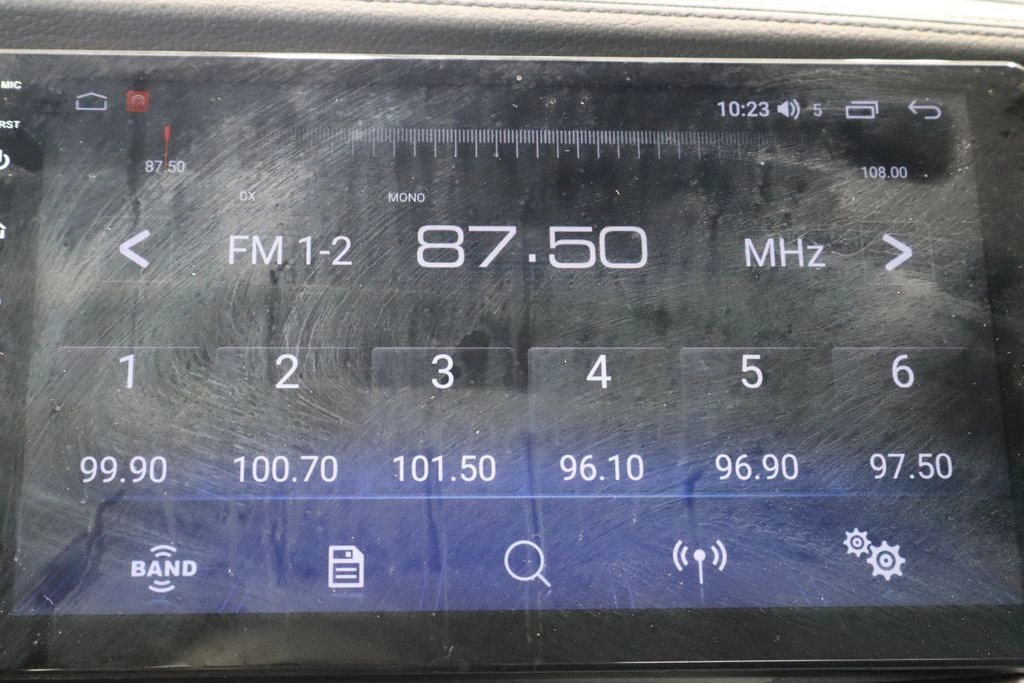 MIC
10:23 5
RST
87.50 108.00
DX MONO
FM 1-2 87.50 MHz
1 2 3 4 5 6
99.90 100.70 101.50 96.10 96.90 97.50
BAND